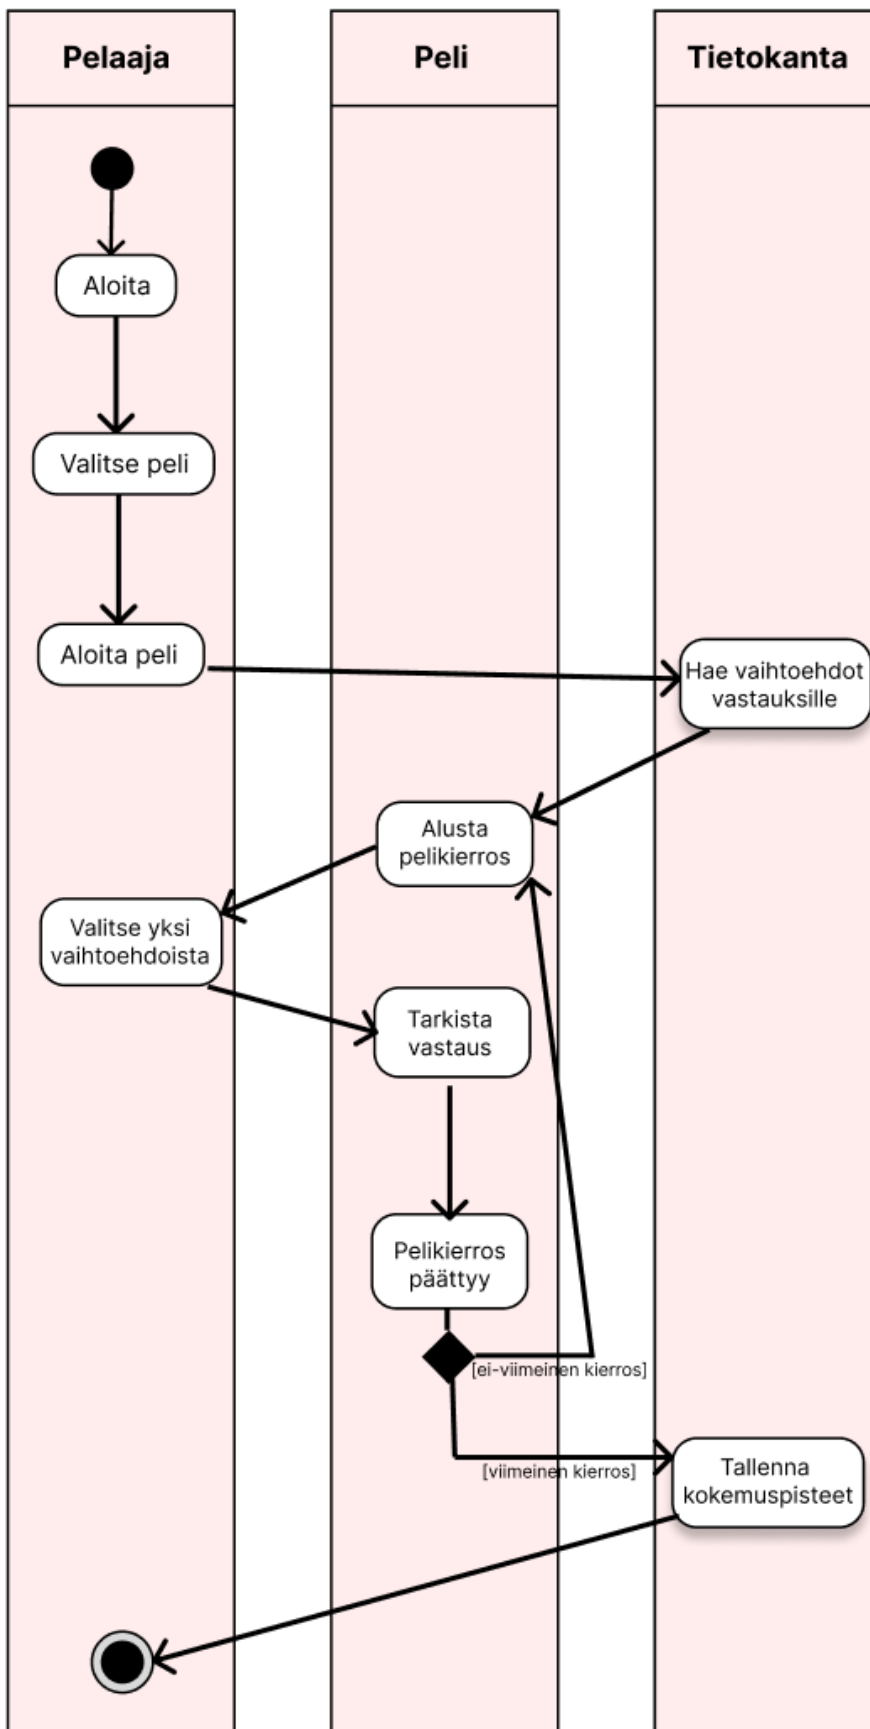 Pelaaja
Peli
Tietokanta
Aloita
Valitse peli
Aloita peli
Hae vaihtoehdot
vastauksille
Alusta
pelikierros
Valitse yksi
vaihtoehdoista
Tarkista
vastaus
Pelikierros
päättyy
[ei-viimeinen kierros]
[viimeinen kierros]
Tallenna
kokemuspisteet